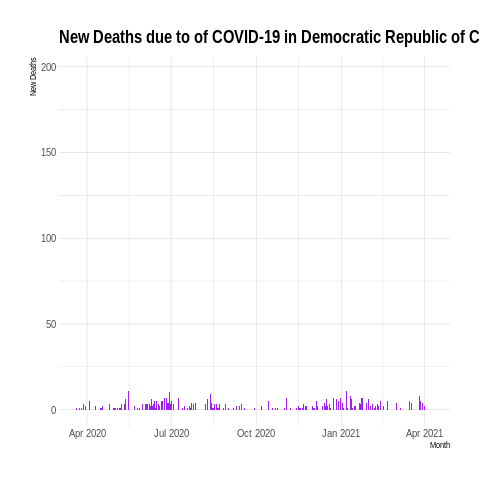 New Deaths due to of COVID-19 in Democratic Republic of C
New Deaths
200
150
100
50
0
Apr 2020 Jul 2020 Oct 2020 Jan 2021 Apr 2021
Month